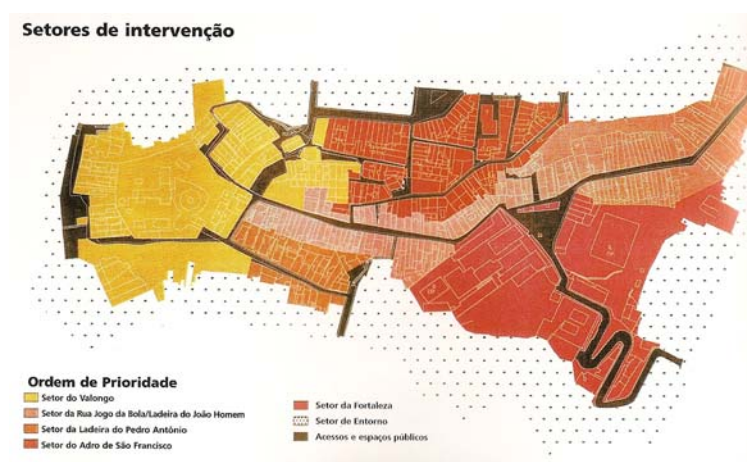 Setores de intervenção
Ordem de Prioridade
Setor do Valongo
Setor da Rua Jogo da Bola/Ladeira do João Homem
Setor da Ladeira do Pedro Antônio
Setor do Adro de São Francisco
Setor da Fortaleza
Setor de Entorno
Acessos e espaços públicos